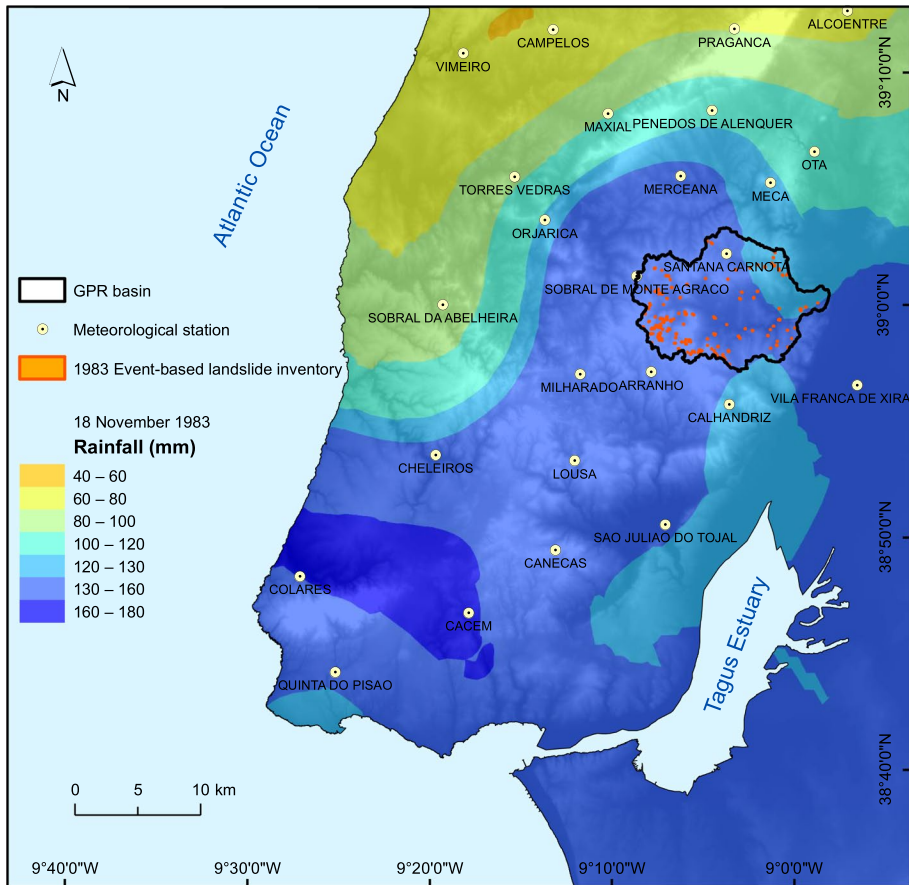 ALCOENTRE
CAMPELOS
PRAGANCA
VIMEIRO
N
39°10'0"N
MAXIAL
PENEDOS DE ALENQUER
Atlantic Ocean
OTA
TORRES VEDRAS
MERCEANA
MECA
ORJARICA
SANTANA CARNOTA
SOBRAL DE MONTE AGRACO
GPR basin
39°0'0"N
SOBRAL DA ABELHEIRA
Meteorological station
1983 Event-based landslide inventory
MILHARADO
ARRANHO
VILA FRANCA DE XIRA
CALHANDRIZ
18 November 1983
Rainfall (mm)
40 – 60
60 – 80
80 – 100
100 – 120
120 – 130
130 – 160
160 – 180
CHELEIROS
LOUSA
SAO JULIAO DO TOJAL
38°50'0"N
CANECAS
COLARES
CACEM
Tagus Estuary
QUINTA DO PISAO
38°40'0"N
0 5 10 km
9°40'0"W 9°30'0"W 9°20'0"W 9°10'0"W 9°0'0"W